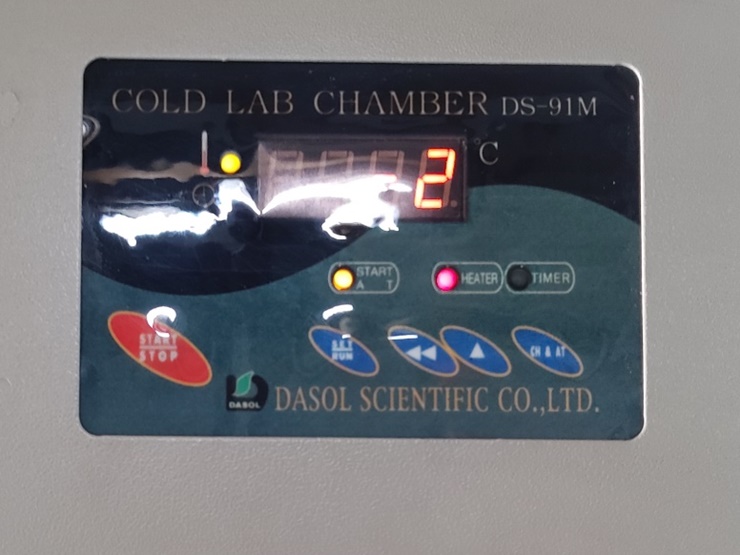 COLD LAB CHAMBER DS-91M
-2 °C
START
A T
HEATER
TIMER
START
STOP
SET
RUN
CH & AT
DASOL
DASOL SCIENTIFIC CO.,LTD.